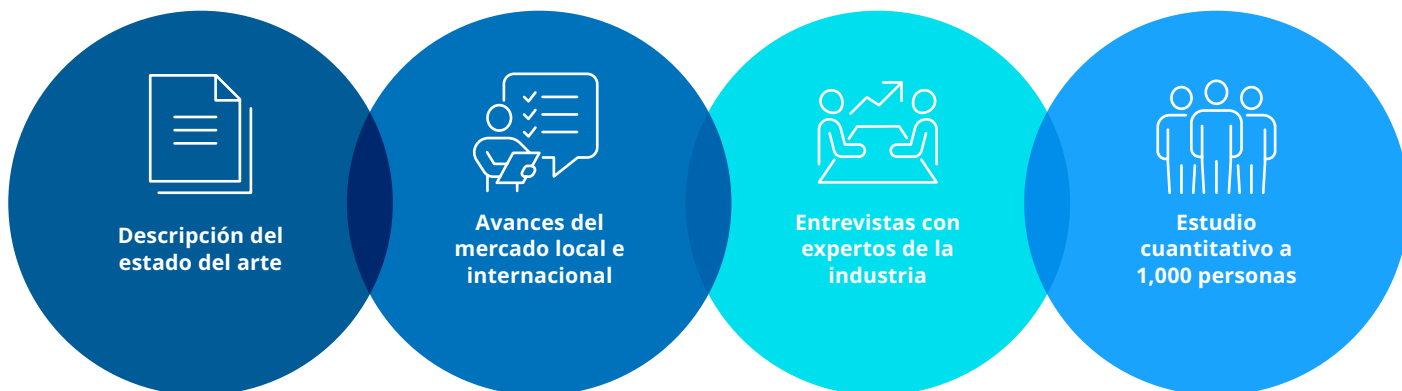 Descripción del
estado del arte
Avances del
mercado local e
internacional
Entrevistas con
expertos de la
industria
Estudio
cuantitativo a
1,000 personas